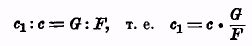 c₁ : c = G : F, т. е. c₁ = c • G/F